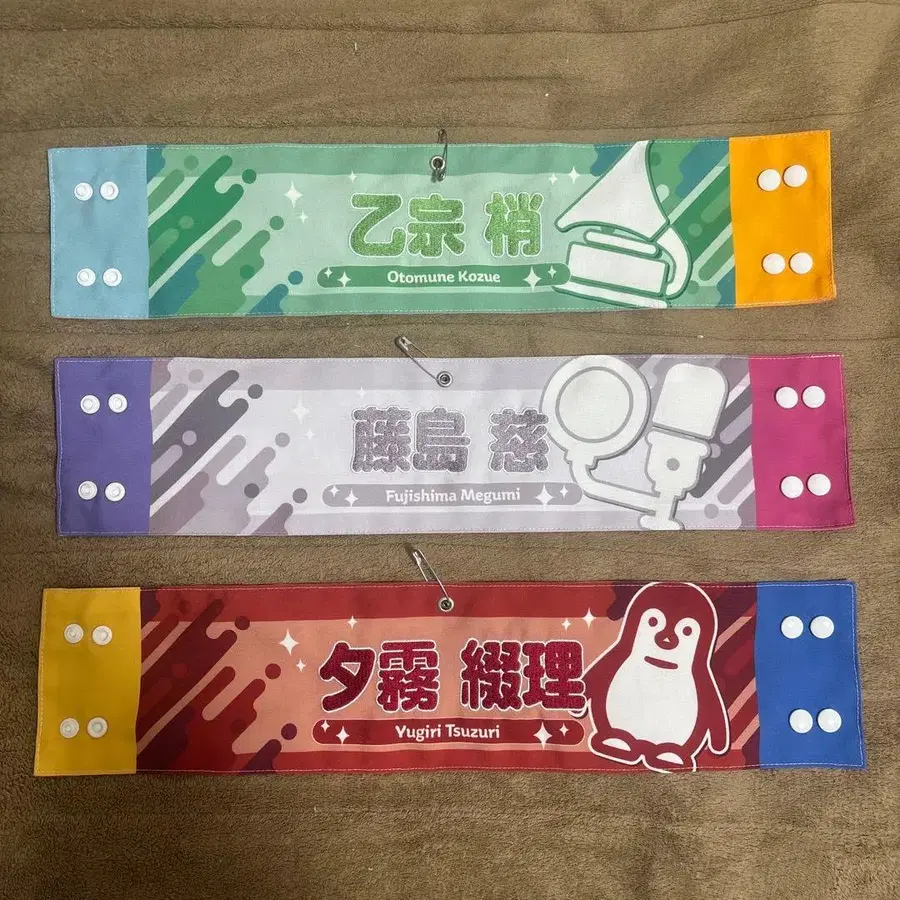 乙宗 梢
Otomune Kozue
藤島 慈
Fujishima Megumi
夕霧 綴理
Yugiri Tsuzuri